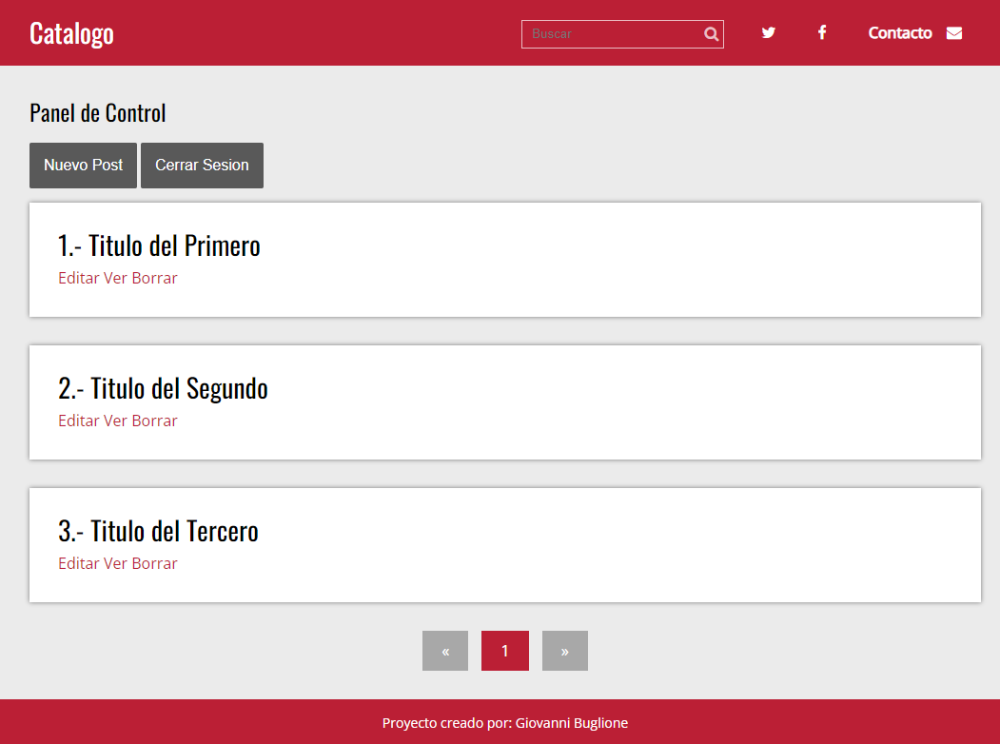 Catalogo
Buscar
Contacto
Panel de Control
Nuevo Post
Cerrar Sesion
1.- Titulo del Primero
Editar Ver Borrar
2.- Titulo del Segundo
Editar Ver Borrar
3.- Titulo del Tercero
Editar Ver Borrar
« 1 »
Proyecto creado por: Giovanni Buglione